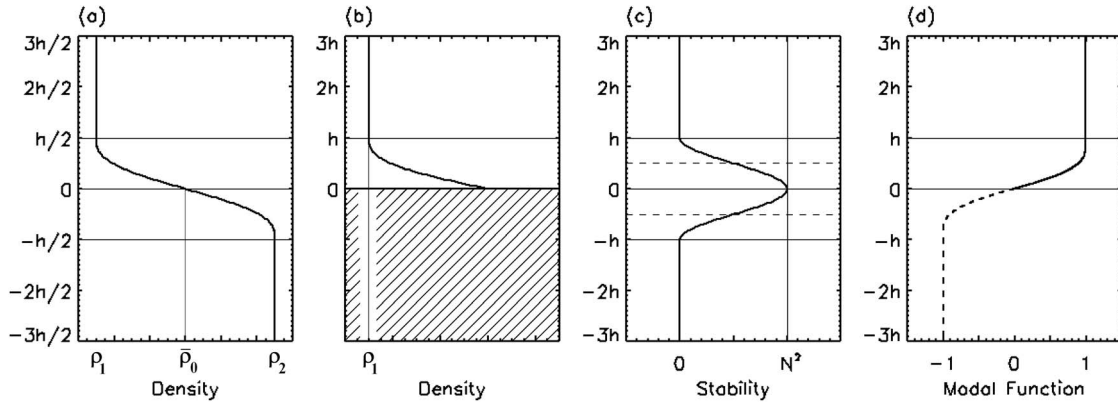 (a) (b) (c) (d)
3h/2 3h 3h 3h
2h/2 2h 2h 2h
h/2 h h h
0 0 0 0
-h/2 -h -h
-2h/2 -2h -2h
-3h/2 -3h -3h
ρ₁ ρ̄₀ ρ₂ ρ₁ 0 N² -1 0 1
Density Density Stability Modal Function